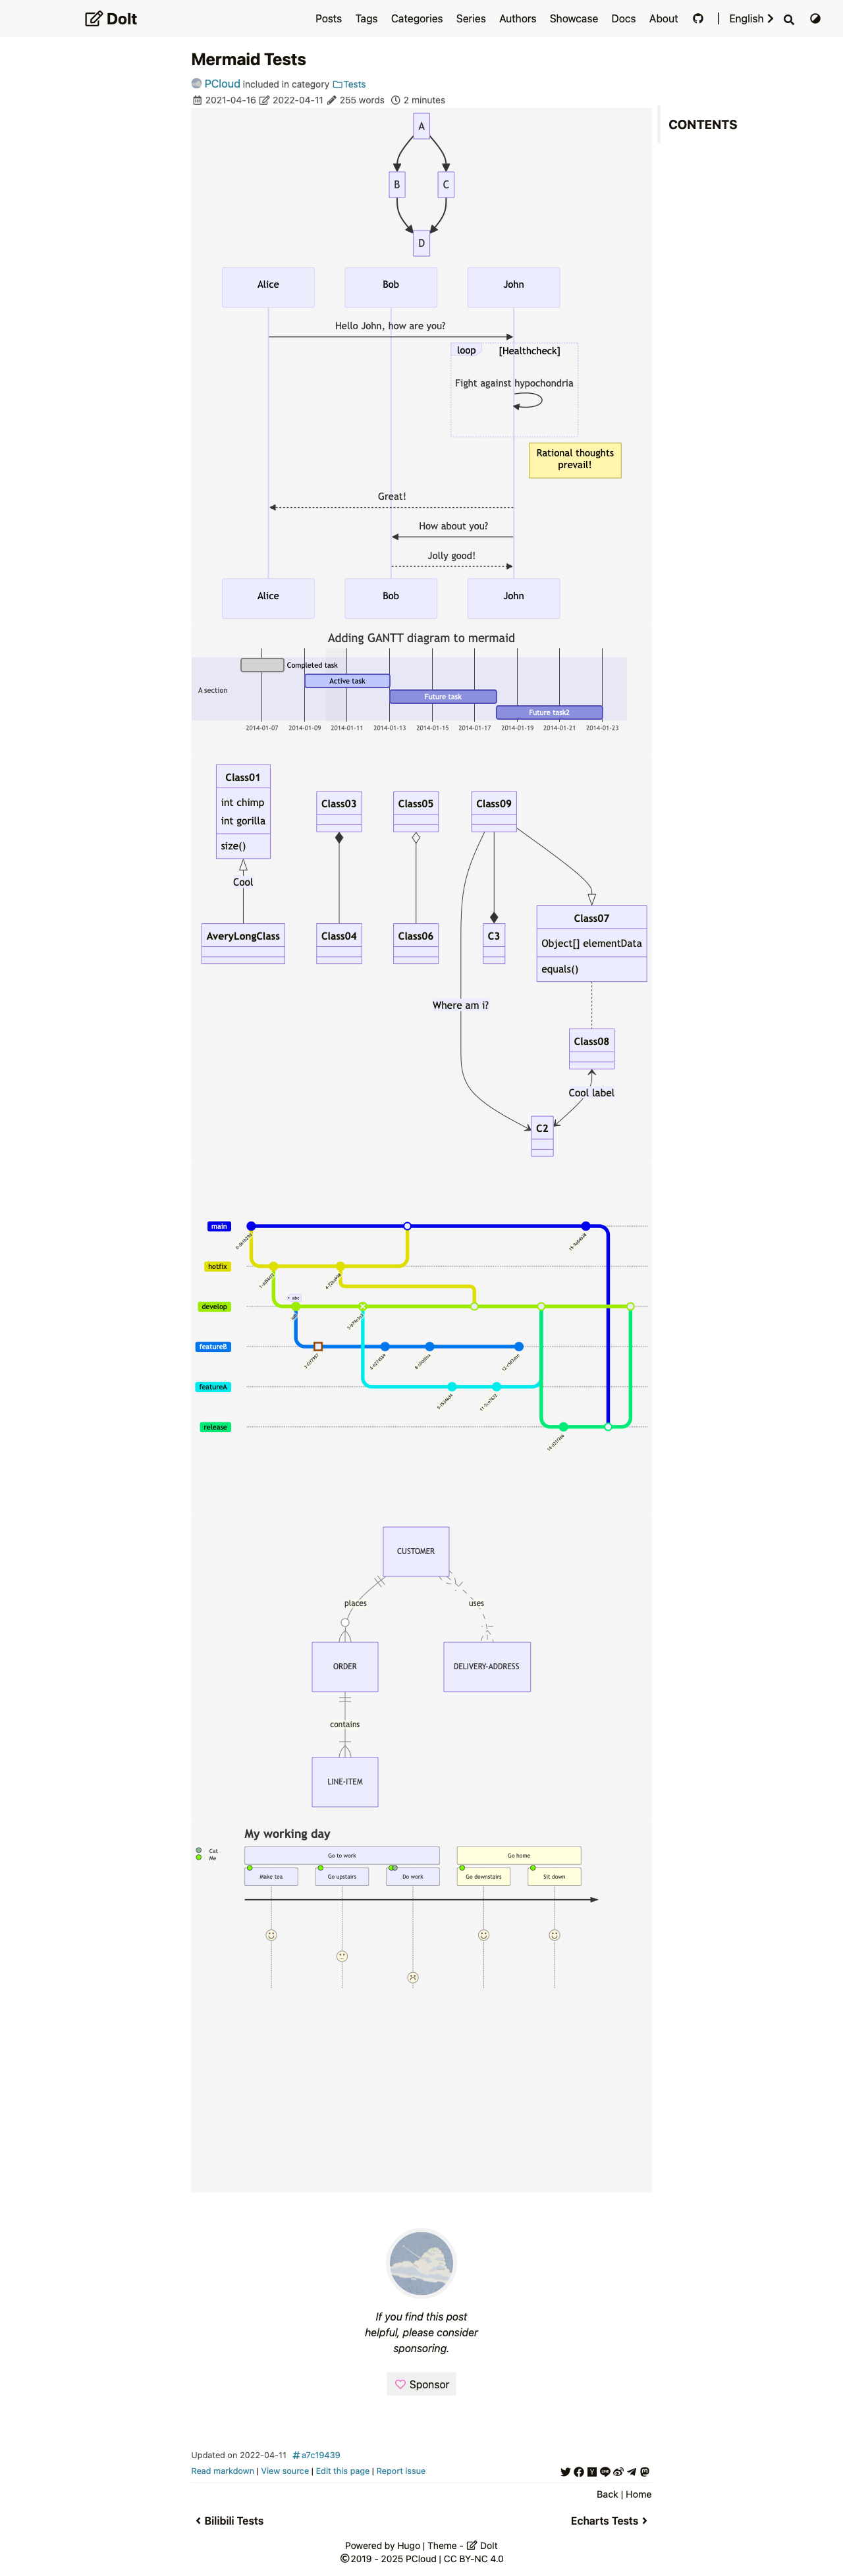 DoIt
Posts Tags Categories Series Authors Showcase Docs About | English
Mermaid Tests
PCloud included in category Tests
2021-04-16 2022-04-11 255 words 2 minutes
CONTENTS
A
B C
D
Alice Bob John
Hello John, how are you?
loop [Healthcheck]
Fight against hypochondria
Rational thoughts
prevail!
Great!
How about you?
Jolly good!
Alice Bob John
Adding GANTT diagram to mermaid
Completed task
Active task
A section
Future task
Future task2
2014-01-07 2014-01-09 2014-01-11 2014-01-13 2014-01-15 2014-01-17 2014-01-19 2014-01-21 2014-01-23
Class01
int chimp
int gorilla
size()
Class03 Class05 Class09
Cool
Class07
Object[] elementData
equals()
AveryLongClass Class04 Class06 C3
Where am i?
Class08
Cool label
C2
main
hotfix
develop
abc
featureB
featureA
release
CUSTOMER
places uses
ORDER DELIVERY-ADDRESS
contains
LINE-ITEM
My working day
Cat
Me
Go to work Go home
Make tea Go upstairs Do work Go downstairs Sit down
If you find this post
helpful, please consider
sponsoring.
Sponsor
Updated on 2022-04-11 #a7c19439
Read markdown | View source | Edit this page | Report issue
Back | Home
Bilibili Tests Echarts Tests
Powered by Hugo | Theme - DoIt
© 2019 - 2025 PCloud | CC BY-NC 4.0